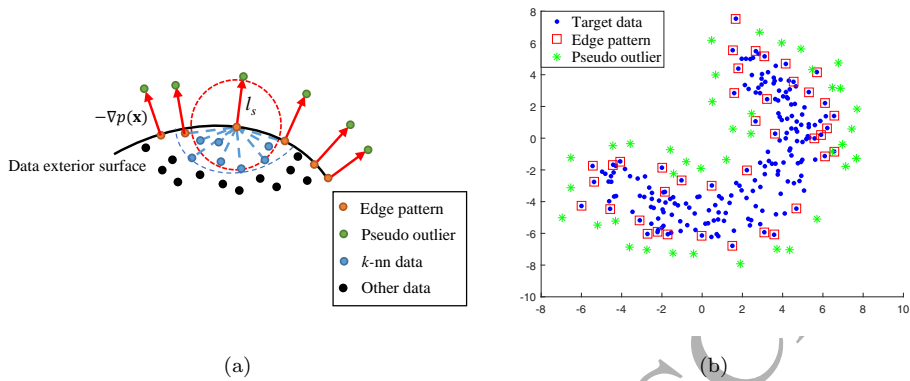 −∇p(x)
l_s
Data exterior surface
Edge pattern
Pseudo outlier
k-nn data
Other data
(a)
Target data
Edge pattern
Pseudo outlier
8
6
4
2
0
-2
-4
-6
-8
-10
-8 -6 -4 -2 0 2 4 6 8 10
(b)